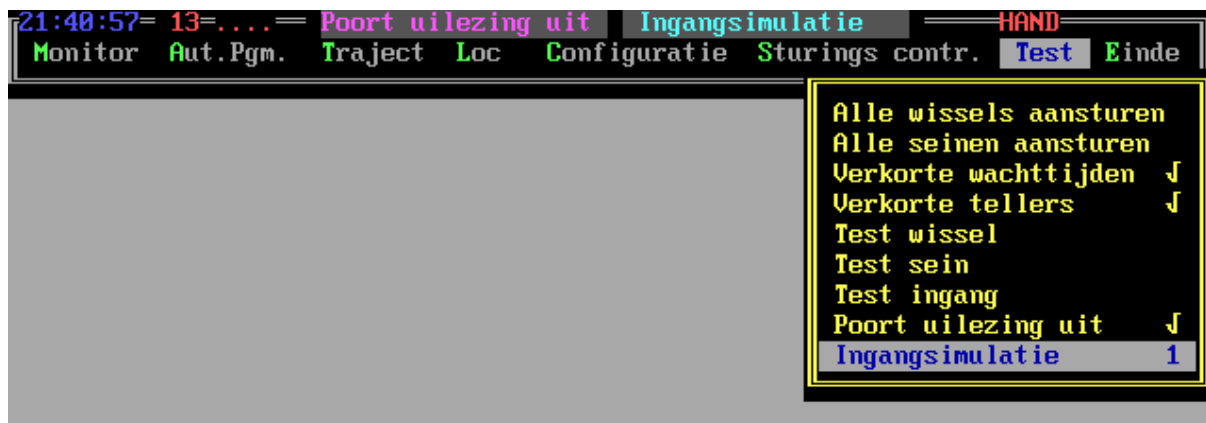 21:40:57= 13=....== Poort uilezing uit Ingangsimulatie HAND
Monitor Aut.Pgm. Traject Loc Configuratie Sturings contr. Test Einde
Alle wissels aansturen
Alle seinen aansturen
Verkorte wachttijden √
Verkorte tellers √
Test wissel
Test sein
Test ingang
Poort uilezing uit √
Ingangsimulatie 1